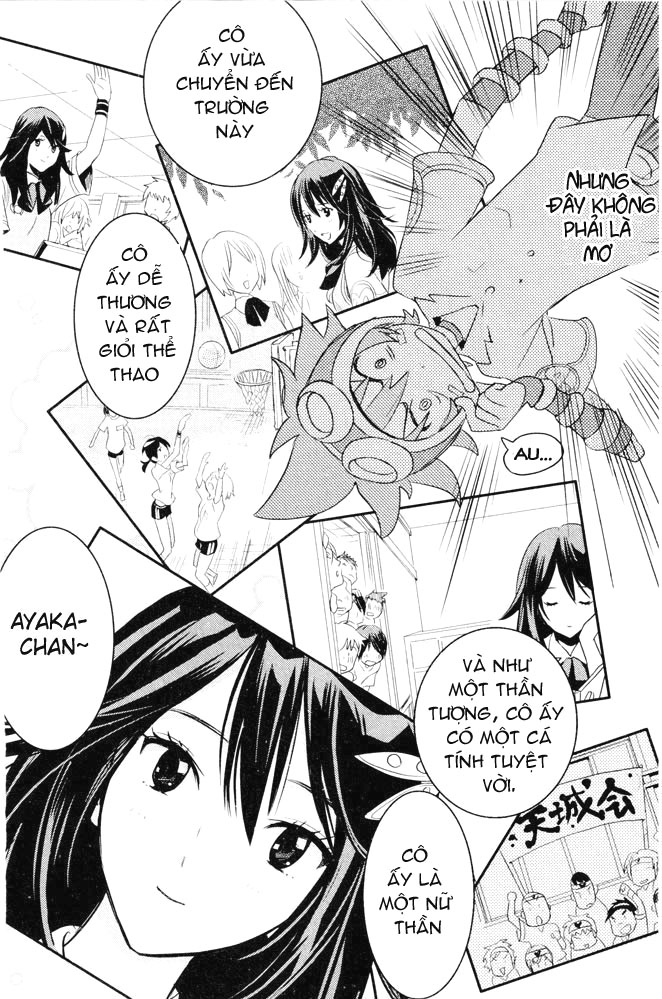 NHƯNG
ĐÂY KHÔNG
PHẢI LÀ
MƠ
AU...
CÔ
ẤY VỪA
CHUYỂN ĐẾN
TRƯỜNG
NÀY
CÔ
ẤY DỄ
THƯƠNG
VÀ RẤT
GIỎI THỂ
THAO
VÀ NHƯ
MỘT THẦN
TƯỢNG, CÔ ẤY
CÓ MỘT CÁ
TÍNH TUYỆT
VỜI.
天城会
CÔ
ẤY LÀ
MỘT NỮ
THẦN
AYAKA-
CHAN~